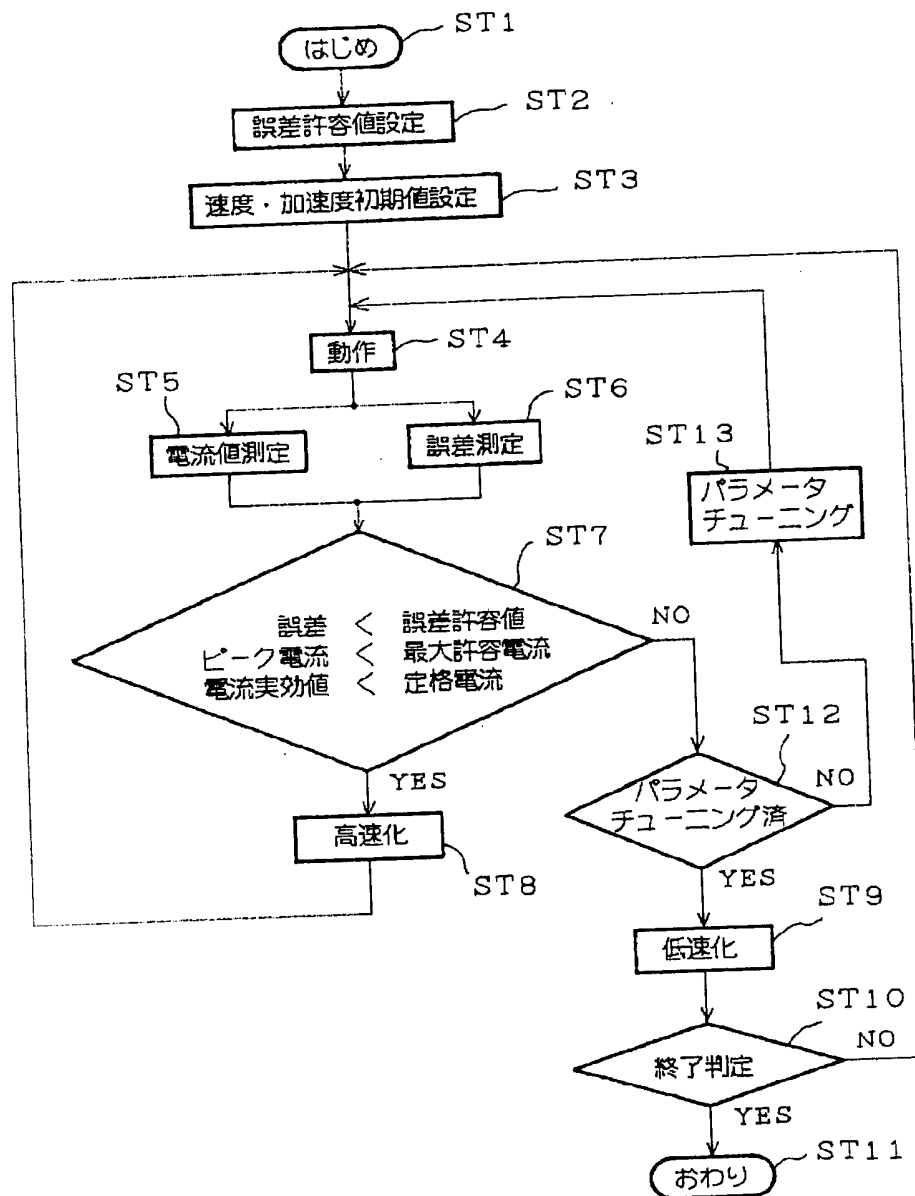 ST1
はじめ
ST2
誤差許容値設定
ST3
速度・加速度初期値設定
ST4
動作
ST5
電流値測定
ST6
誤差測定
ST13
パラメータ
チューニング
ST7
誤差 < 誤差許容値
ピーク電流 < 最大許容電流
電流実効値 < 定格電流
NO
YES
ST12
パラメータ
チューニング済
NO
YES
高速化
ST8
ST9
低速化
ST10
終了判定
NO
YES
ST11
おわり